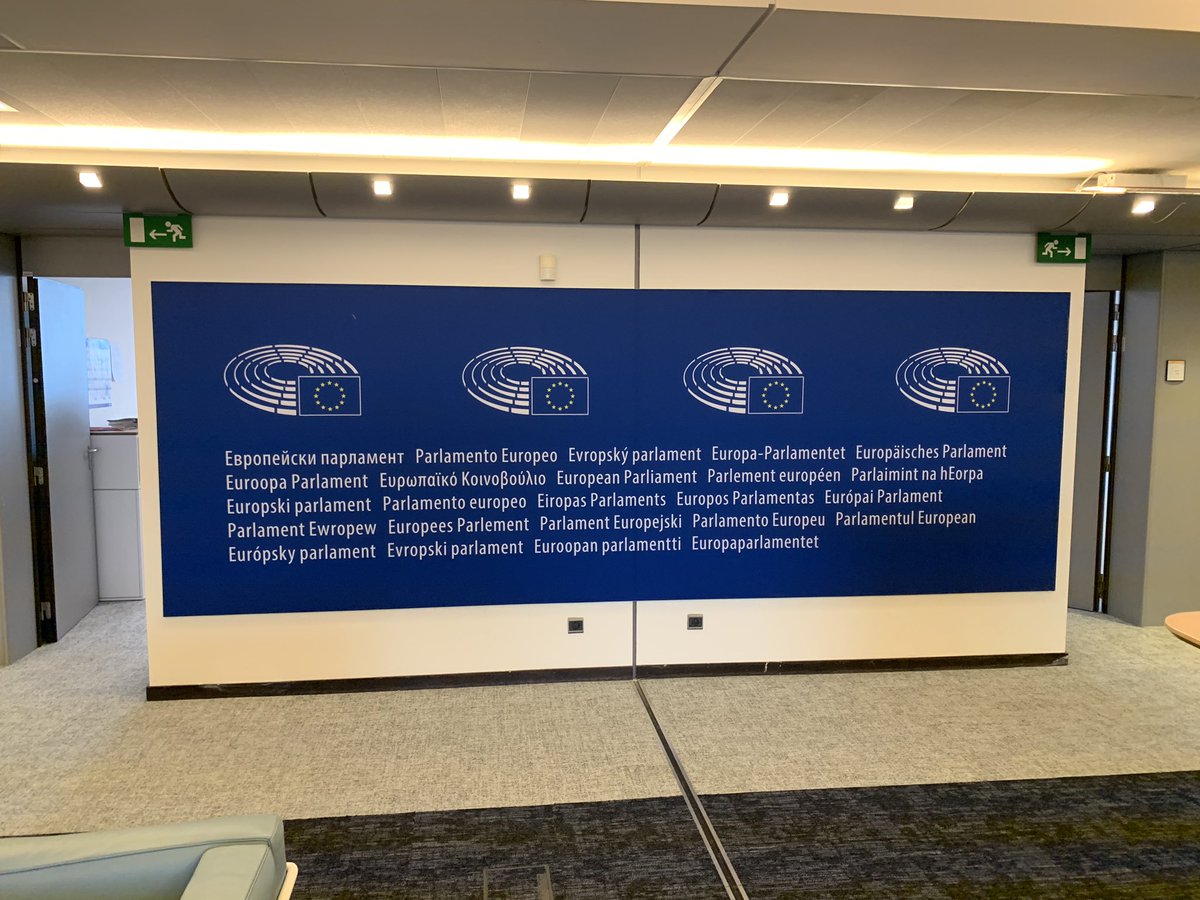 Европейски парламент Parlamento Europeo Evropský parlament Europa-Parlamentet Europäisches Parlament
Euroopa Parlament Ευρωπαϊκό Κοινοβούλιο European Parliament Parlement européen Parlaimint na hEorpa
Europski parlament Parlamento europeo Eiropas Parlaments Europos Parlamentas Európai Parlament
Parlament Ewropew Europees Parlement Parlament Europejski Parlamento Europeu Parlamentul European
Európsky parlament Evropski parlament Euroopan parlamentti Europaparlamentet